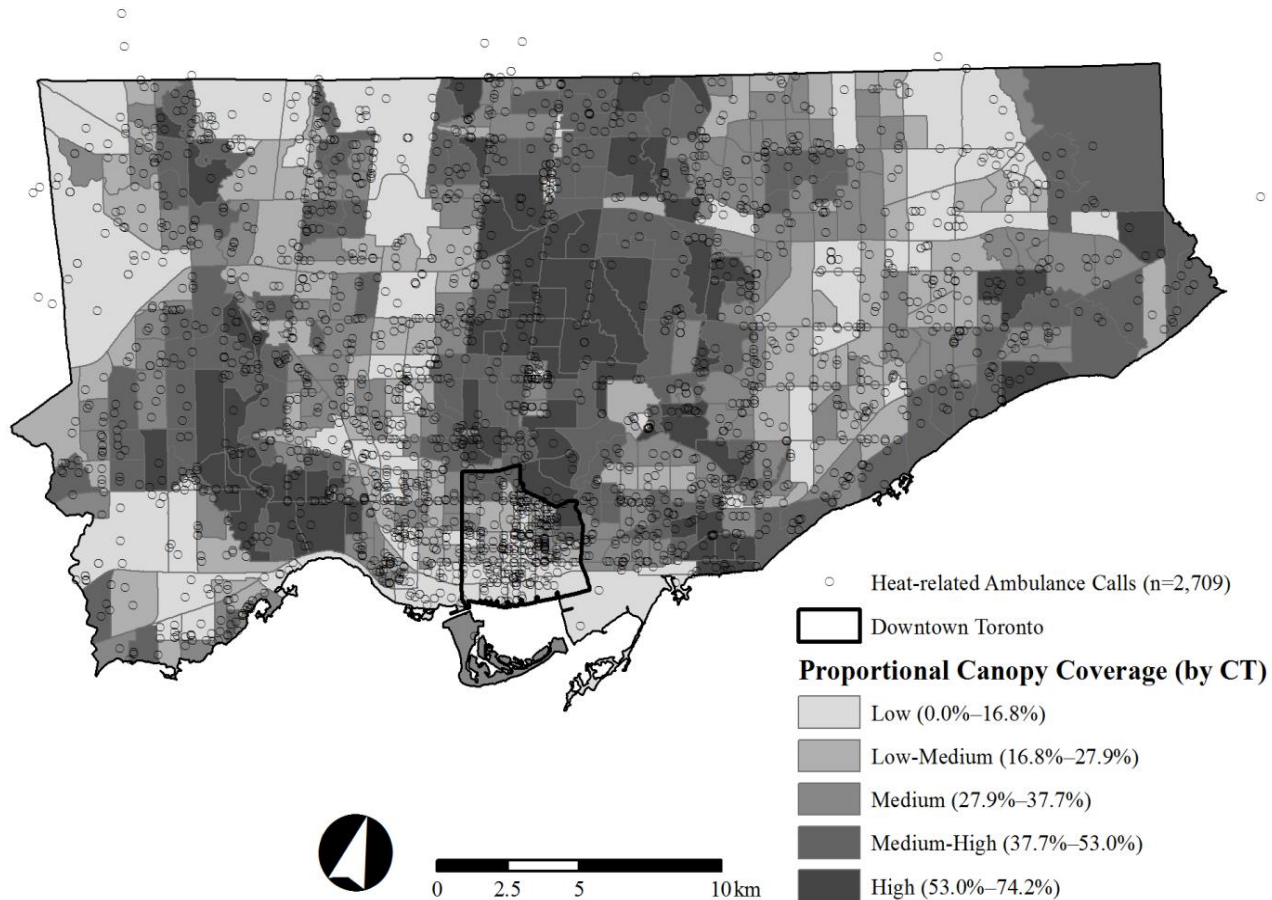 Heat-related Ambulance Calls (n=2,709)
Downtown Toronto
Proportional Canopy Coverage (by CT)
Low (0.0%–16.8%)
Low-Medium (16.8%–27.9%)
Medium (27.9%–37.7%)
Medium-High (37.7%–53.0%)
High (53.0%–74.2%)
0 2.5 5 10 km